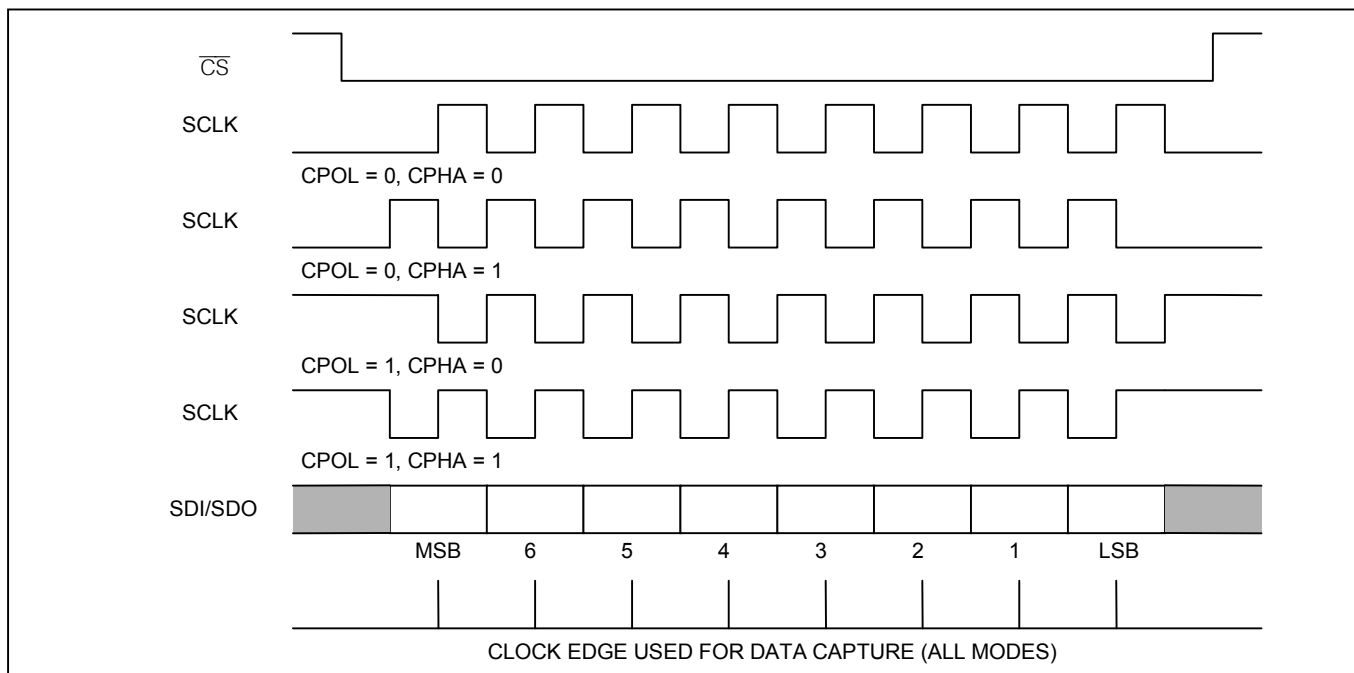 CS
SCLK
CPOL = 0, CPHA = 0
SCLK
CPOL = 0, CPHA = 1
SCLK
CPOL = 1, CPHA = 0
SCLK
CPOL = 1, CPHA = 1
SDI/SDO
MSB 6 5 4 3 2 1 LSB
CLOCK EDGE USED FOR DATA CAPTURE (ALL MODES)